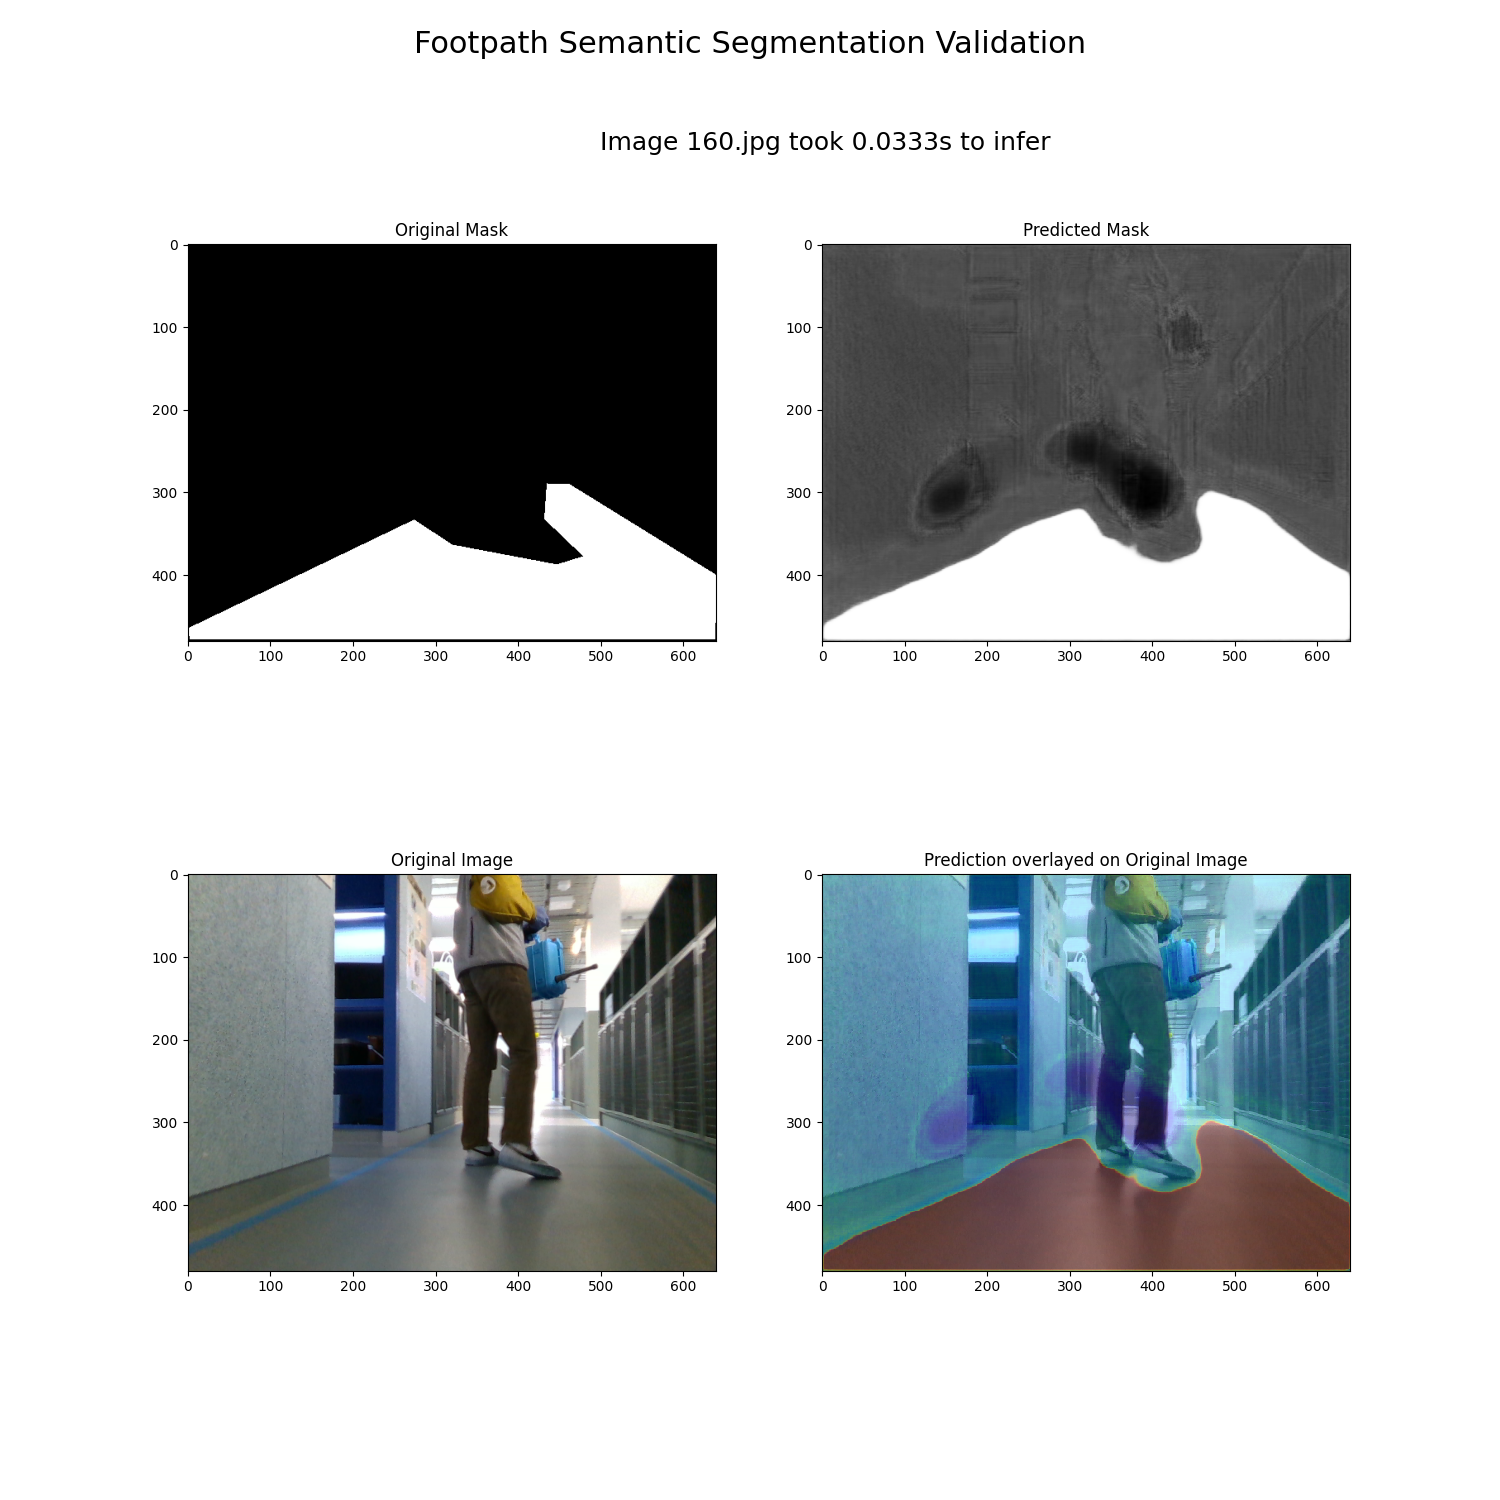 Footpath Semantic Segmentation Validation
Image 160.jpg took 0.0333s to infer
Original Mask
0
100
200
300
400
0 100 200 300 400 500 600
Predicted Mask
0
100
200
300
400
0 100 200 300 400 500 600
Original Image
0
100
200
300
400
0 100 200 300 400 500 600
Prediction overlayed on Original Image
0
100
200
300
400
0 100 200 300 400 500 600